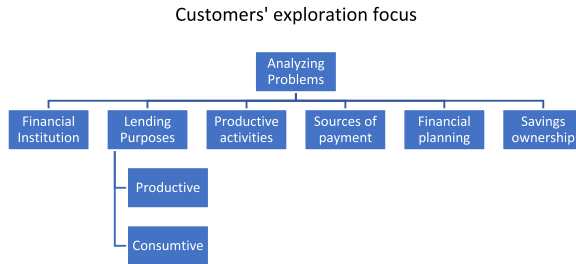 Customers' exploration focus
Analyzing
Problems
Financial
Institution
Lending
Purposes
Productive
activities
Sources of
payment
Financial
planning
Savings
ownership
Productive
Consumtive